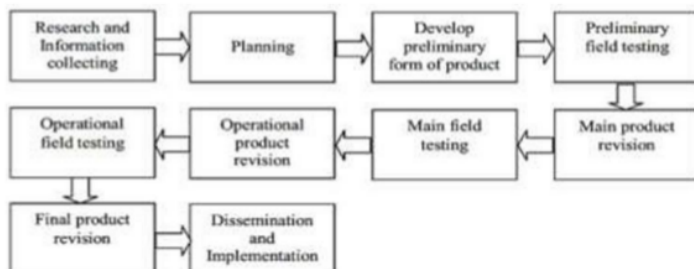 Research and
Information
collecting
Planning
Develop
preliminary
form of product
Preliminary
field testing
Main product
revision
Main field
testing
Operational
product
revision
Operational
field testing
Final product
revision
Dissemination
and
Implementation